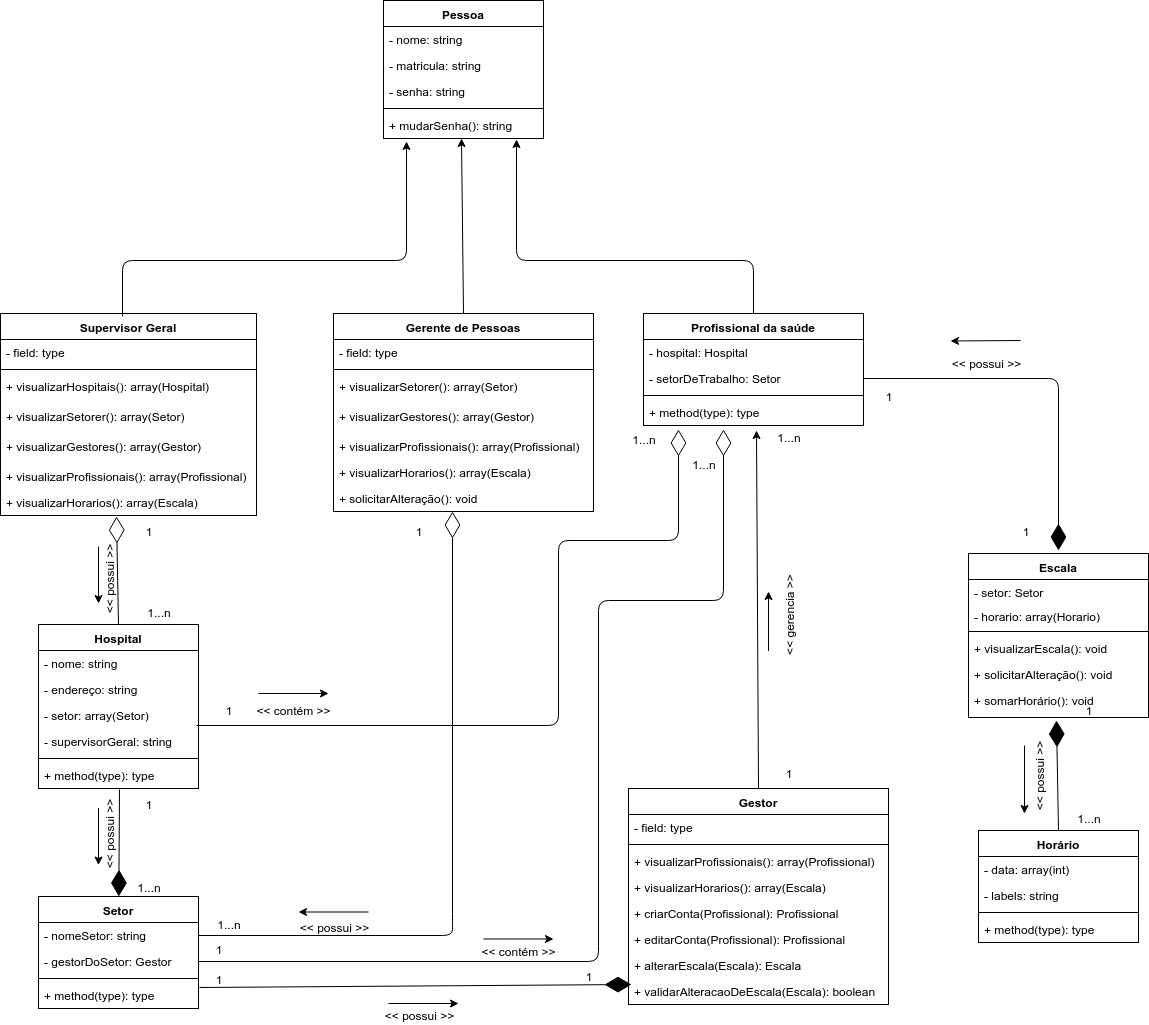 Pessoa
- nome: string
- matricula: string
- senha: string
+ mudarSenha(): string
Supervisor Geral
- field: type
+ visualizarHospitais(): array(Hospital)
+ visualizarSetorer(): array(Setor)
+ visualizarGestores(): array(Gestor)
+ visualizarProfissionais(): array(Profissional)
+ visualizarHorarios(): array(Escala)
Gerente de Pessoas
- field: type
+ visualizarSetorer(): array(Setor)
+ visualizarGestores(): array(Gestor)
+ visualizarProfissionais(): array(Profissional)
+ visualizarHorarios(): array(Escala)
+ solicitarAlteração(): void
Profissional da saúde
- hospital: Hospital
- setorDeTrabalho: Setor
+ method(type): type
<< possui >>
1
1...n
1...n
1...n
1
1
1
<< possui >>
1...n
Escala
- setor: Setor
- horario: array(Horario)
+ visualizarEscala(): void
+ solicitarAlteração(): void
+ somarHorário(): void
1
<< gerencia >>
Hospital
- nome: string
- endereço: string
- setor: array(Setor)
- supervisorGeral: string
+ method(type): type
1
<< contém >>
<< possui >>
1
1...n
<< possui >>
1...n
1
Gestor
- field: type
+ visualizarProfissionais(): array(Profissional)
+ visualizarHorarios(): array(Escala)
+ criarConta(Profissional): Profissional
+ editarConta(Profissional): Profissional
+ alterarEscala(Escala): Escala
+ validarAlteracaoDeEscala(Escala): boolean
Horário
- data: array(int)
- labels: string
+ method(type): type
Setor
- nomeSetor: string
- gestorDoSetor: Gestor
+ method(type): type
1...n
<< possui >>
1
<< contém >>
1
1
<< possui >>